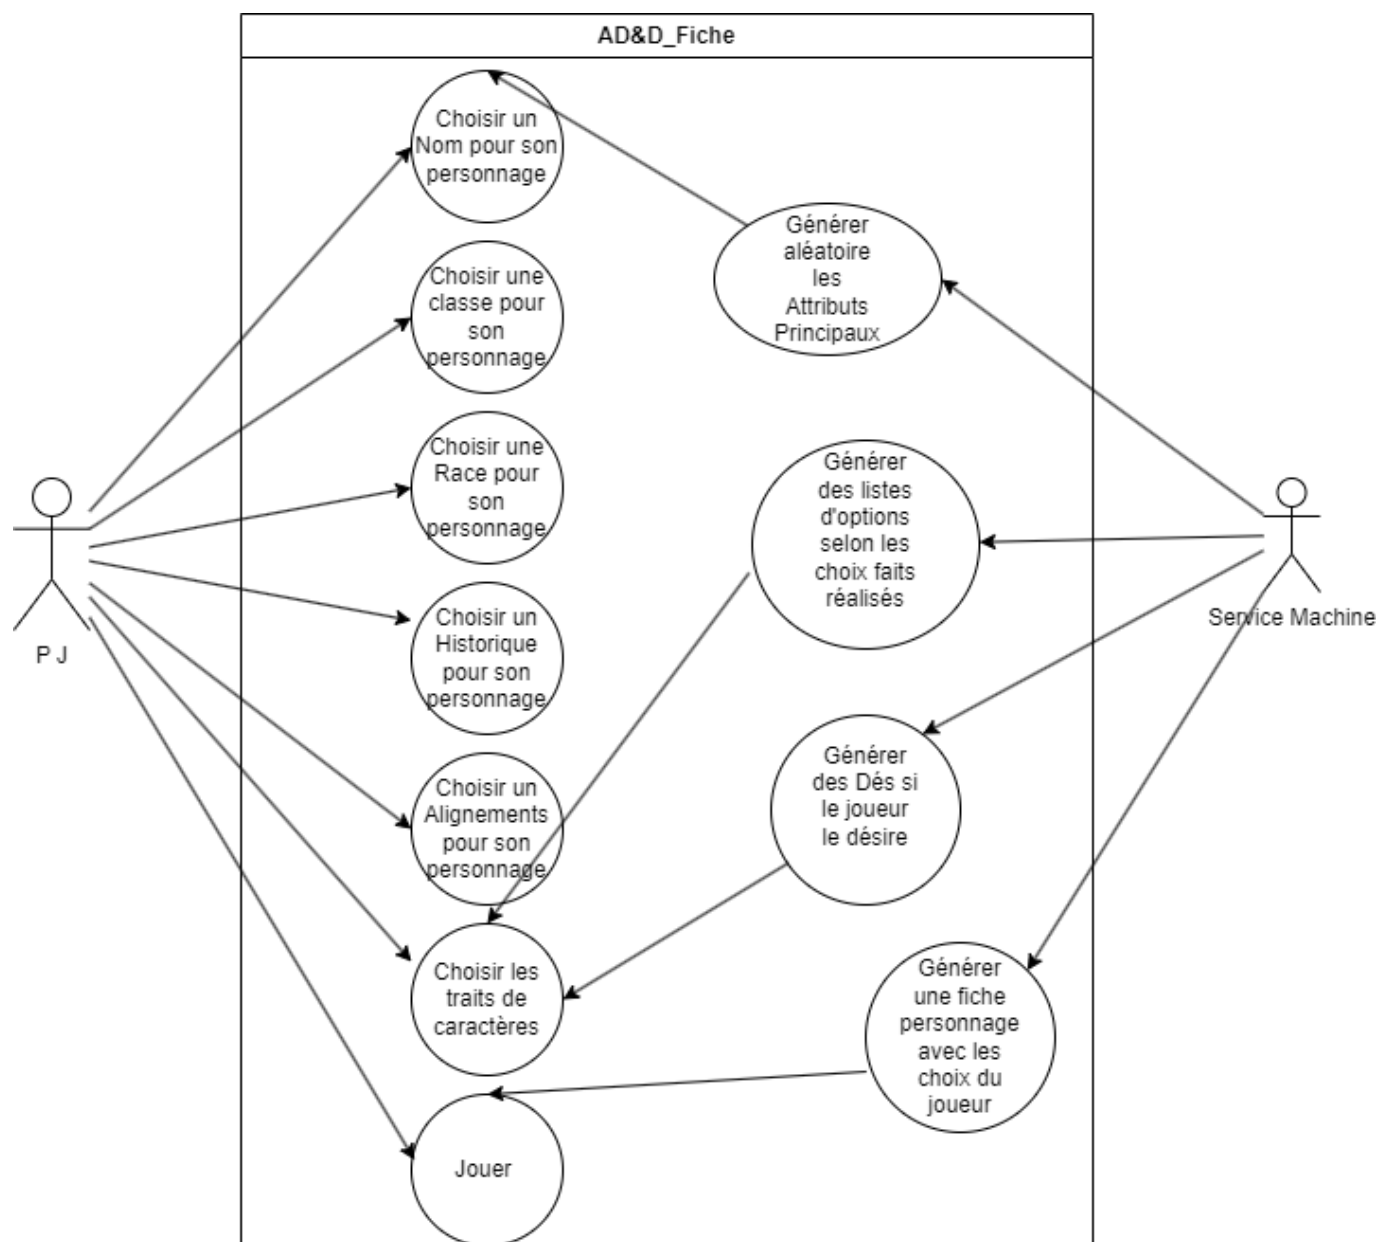 AD&D_Fiche
Choisir un
Nom pour son
personnage
Générer
aléatoire
les
Attributs
Principaux
Choisir une
classe pour
son
personnage
Choisir une
Race pour
son
personnage
Générer
des listes
d'options
selon les
choix faits
réalisés
P J
Service Machine
Choisir un
Historique
pour son
personnage
Choisir un
Alignements
pour son
personnage
Générer
des Dés si
le joueur
le désire
Choisir les
traits de
caractères
Générer
une fiche
personnage
avec les
choix du
joueur
Jouer